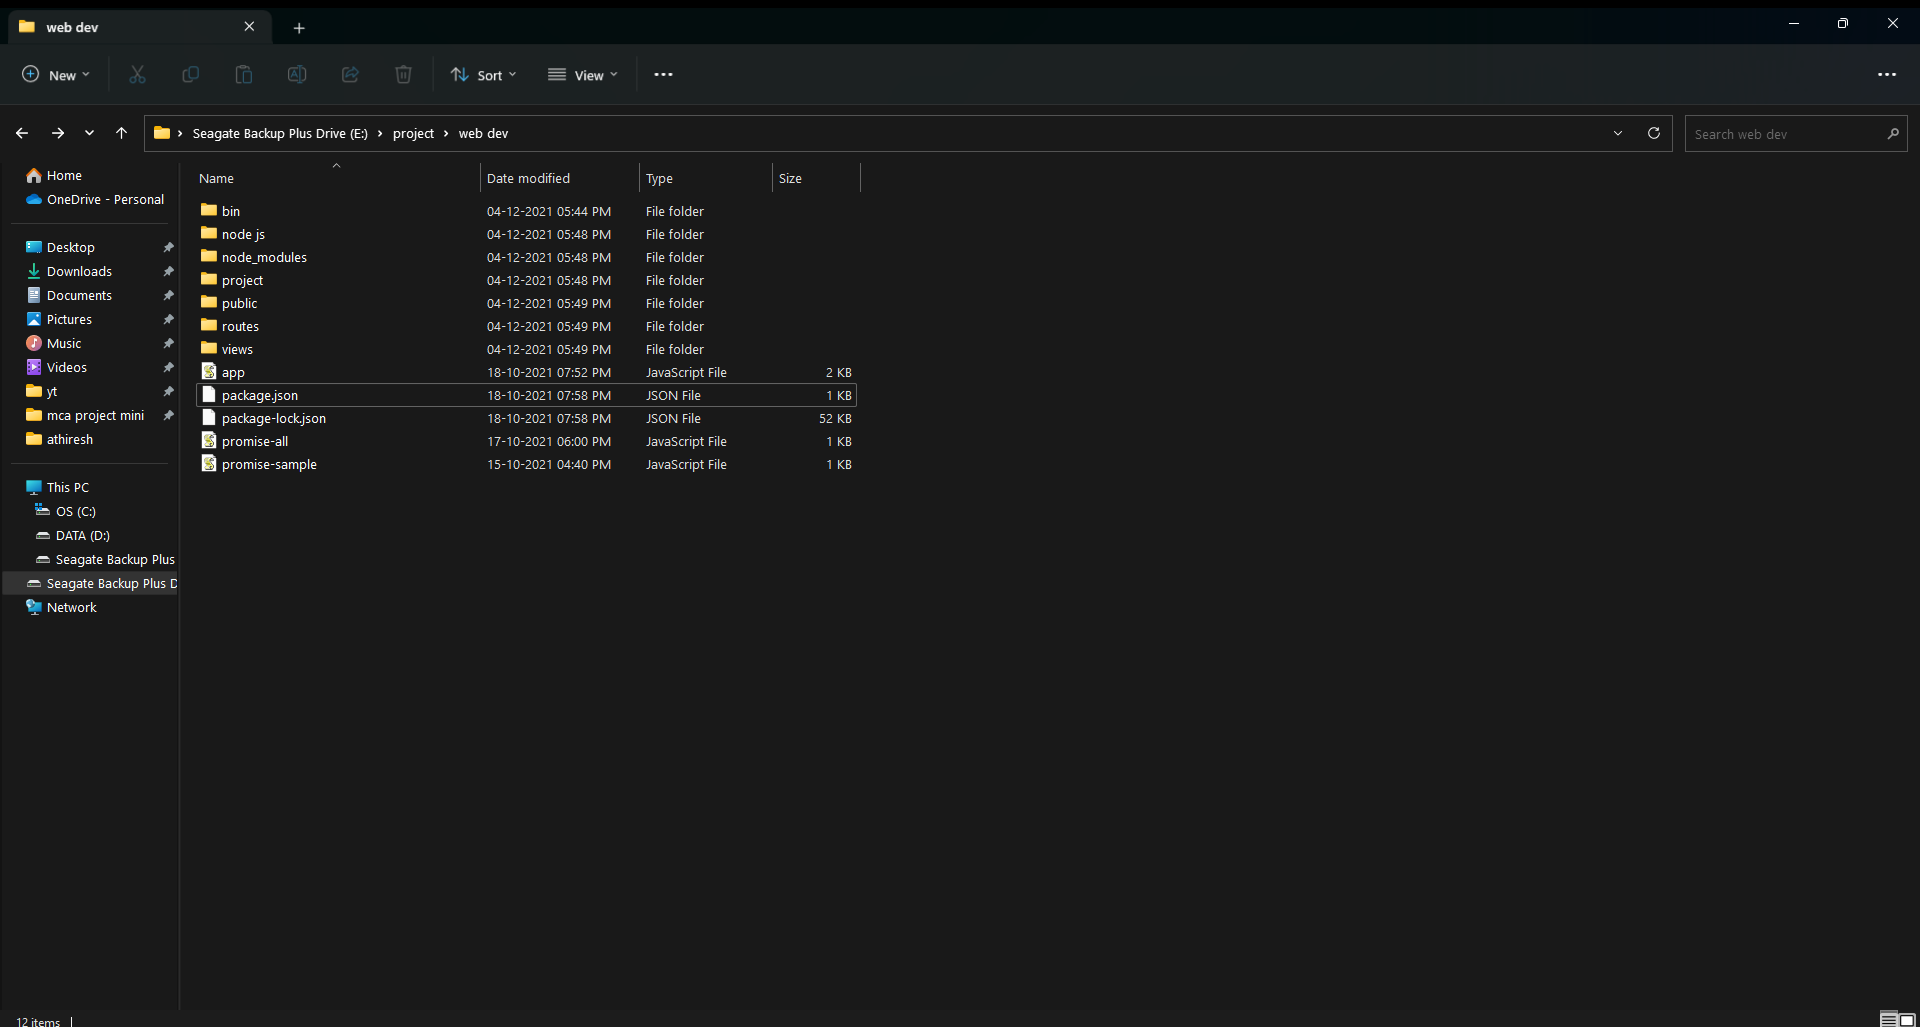 web dev
New
Sort
View
Seagate Backup Plus Drive (E:) > project > web dev
Search web dev
Home
OneDrive - Personal
Desktop
Downloads
Documents
Pictures
Music
Videos
yt
mca project mini
athiresh
This PC
OS (C:)
DATA (D:)
Seagate Backup Plus
Seagate Backup Plus D
Network
Name Date modified Type Size
bin 04-12-2021 05:44 PM File folder
node js 04-12-2021 05:48 PM File folder
node_modules 04-12-2021 05:48 PM File folder
project 04-12-2021 05:48 PM File folder
public 04-12-2021 05:49 PM File folder
routes 04-12-2021 05:49 PM File folder
views 04-12-2021 05:49 PM File folder
app 18-10-2021 07:52 PM JavaScript File 2 KB
package.json 18-10-2021 07:58 PM JSON File 1 KB
package-lock.json 18-10-2021 07:58 PM JSON File 52 KB
promise-all 17-10-2021 06:00 PM JavaScript File 1 KB
promise-sample 15-10-2021 04:40 PM JavaScript File 1 KB
12 items